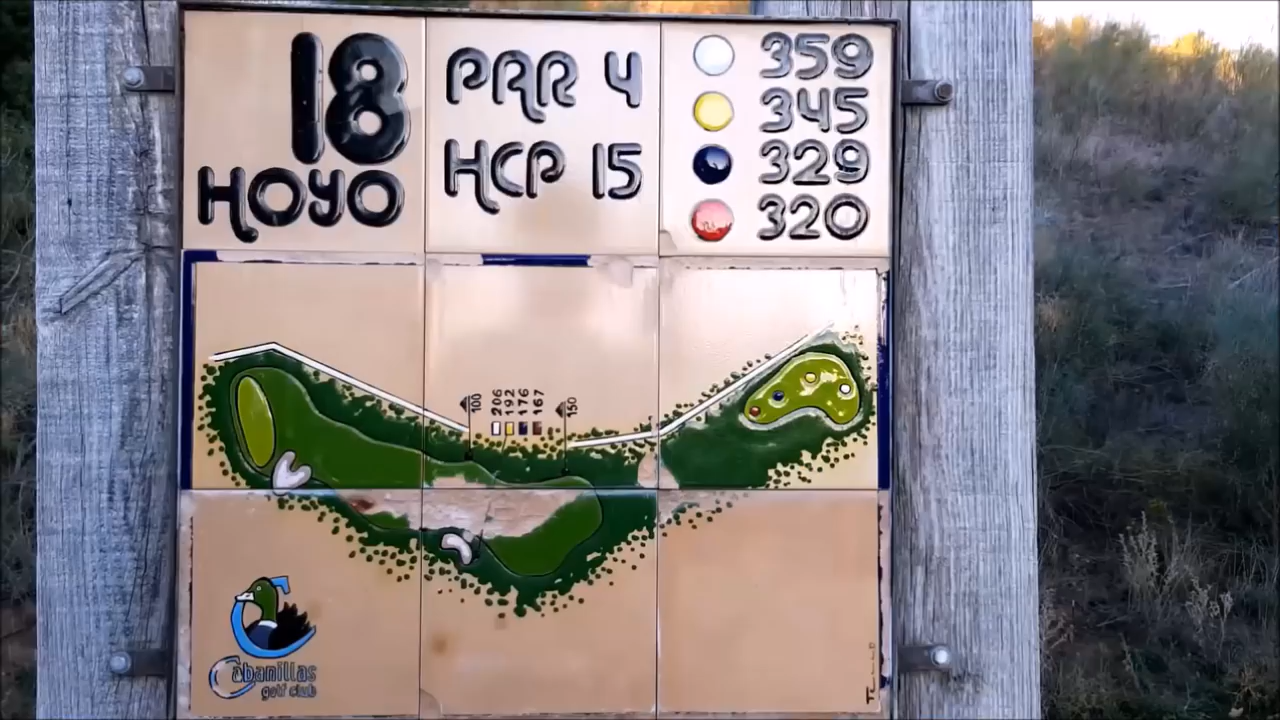 18
HOYO
PAR 4
HCP 15
359
345
329
320
100
206
192
176
167
150
Cabanillas
golf club